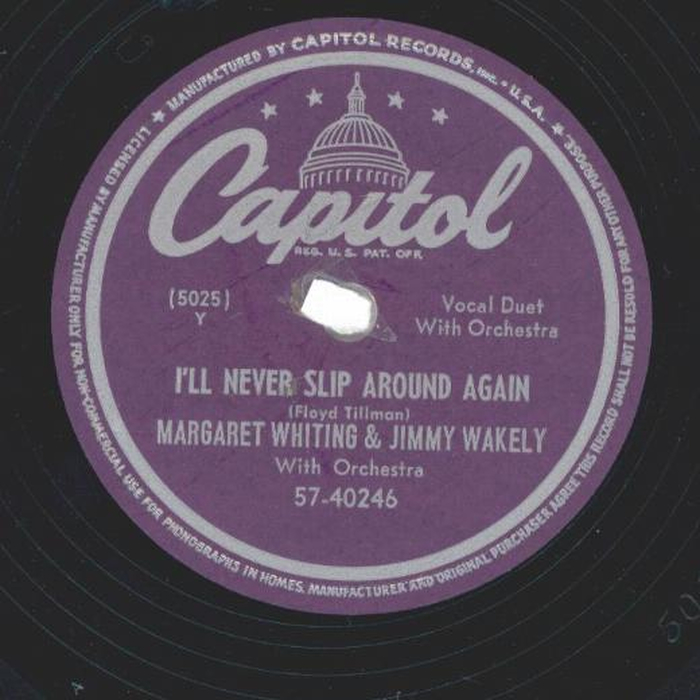 LICENSED BY MANUFACTURER ONLY FOR NON-COMMERCIAL USE FOR PHONOGRAPHS IN HOMES. MANUFACTURER AND ORIGINAL PURCHASER AGREE THIS RECORD SHALL NOT BE RESOLD FOR ANY OTHER PURPOSE.
★ MANUFACTURED BY CAPITOL RECORDS, INC. • U.S.A. ★
Capitol
REG. U.S. PAT. OFF.
(5025)
Y
Vocal Duet
With Orchestra
I'LL NEVER SLIP AROUND AGAIN
(Floyd Tillman)
MARGARET WHITING & JIMMY WAKELY
With Orchestra
57-40246